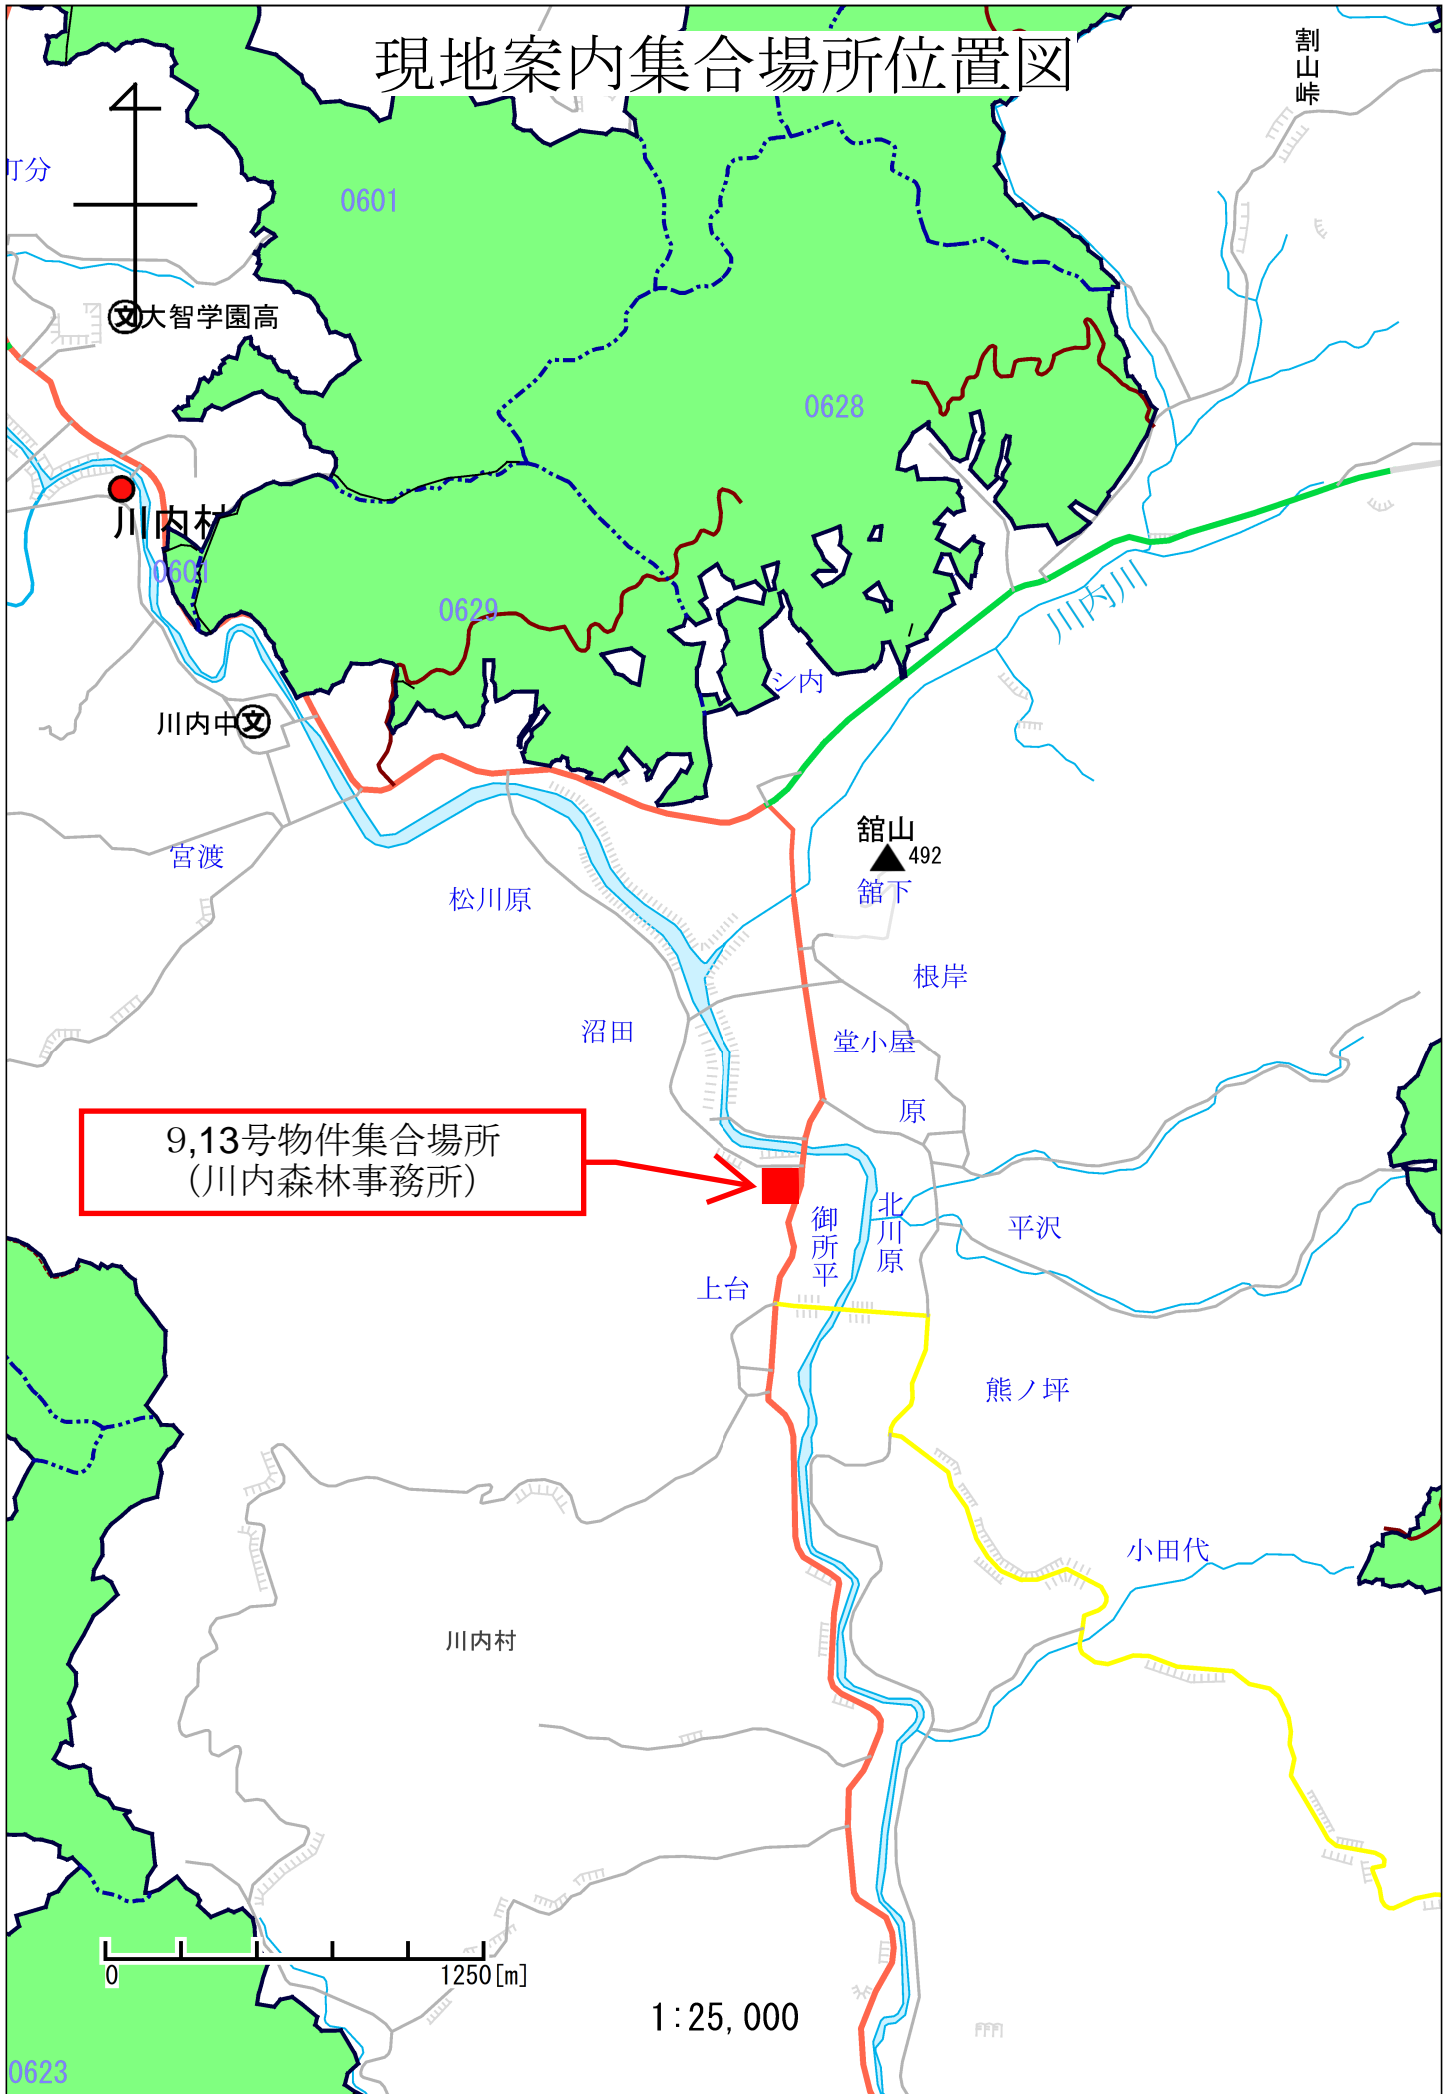 現地案内集合場所位置図
割山峠
町分
0601
大智学園高
文
0628
川内村
0601
0629
川内川
シ内
川内中
文
舘山
492
舘下
宮渡
松川原
根岸
沼田
堂小屋
原
9,13号物件集合場所
(川内森林事務所)
御所平
北川原
平沢
上台
熊ノ坪
小田代
川内村
0
1250[m]
1:25,000
0623